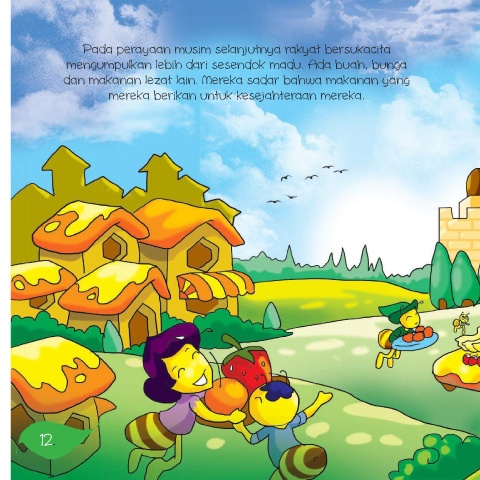 Pada perayaan musim selanjutnya rakyat bersukacita
mengumpulkan lebih dari sesendok madu. Ada buah, bunga
dan makanan lezat lain. Mereka sadar bahwa makanan yang
mereka berikan untuk kesejahteraan mereka.
12